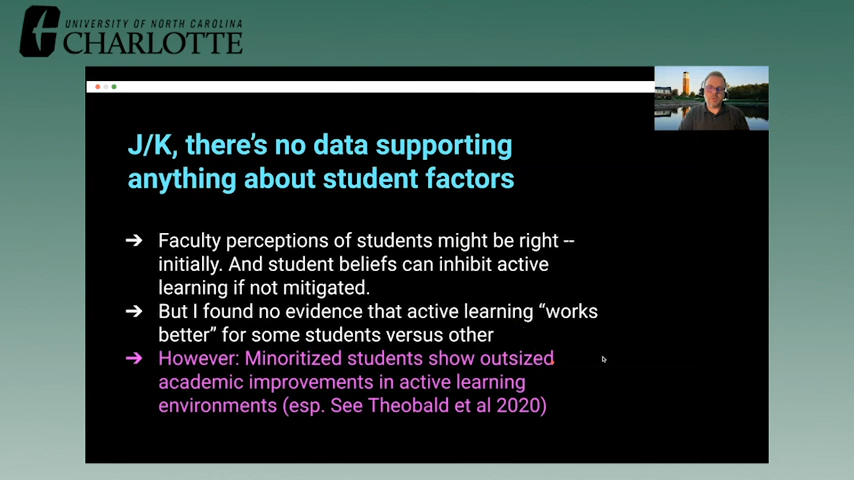 UNIVERSITY OF NORTH CAROLINA
CHARLOTTE
J/K, there's no data supporting
anything about student factors
➔ Faculty perceptions of students might be right --
initially. And student beliefs can inhibit active
learning if not mitigated.
➔ But I found no evidence that active learning “works
better” for some students versus other
➔ However: Minoritized students show outsized
academic improvements in active learning
environments (esp. See Theobald et al 2020)